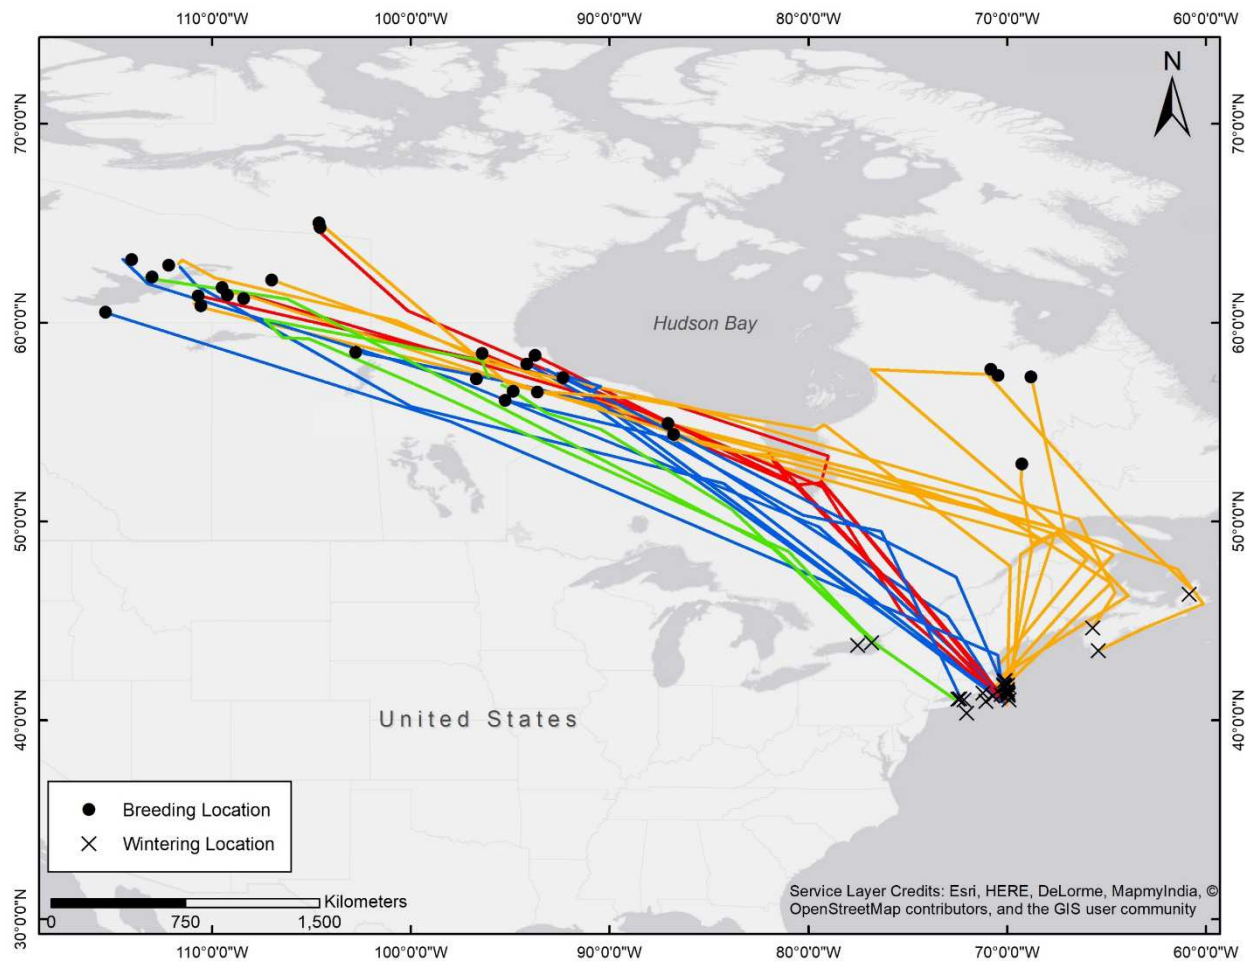 110°0'0"W 100°0'0"W 90°0'0"W 80°0'0"W 70°0'0"W 60°0'0"W
N
70°0'0"N 70°0'0"N
60°0'0"N 60°0'0"N
Hudson Bay
50°0'0"N 50°0'0"N
40°0'0"N 40°0'0"N
United States
Breeding Location
Wintering Location
Kilometers
0 750 1,500
Service Layer Credits: Esri, HERE, DeLorme, MapmyIndia, ©
OpenStreetMap contributors, and the GIS user community
30°0'0"N 30°0'0"N
110°0'0"W 100°0'0"W 90°0'0"W 80°0'0"W 70°0'0"W 60°0'0"W